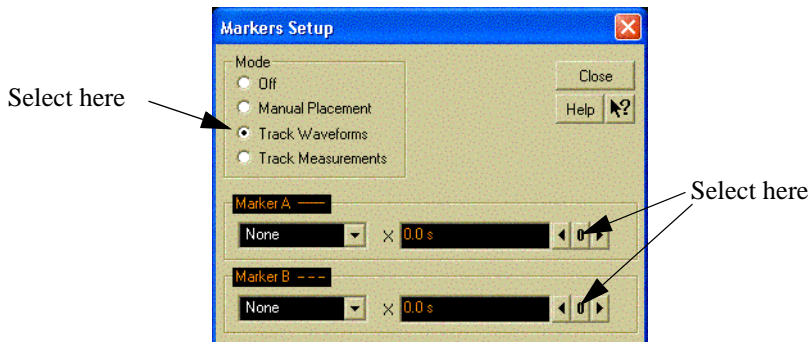 Markers Setup
Mode
Off
Close
Select here
Manual Placement
Help
Track Waveforms
Track Measurements
Select here
Marker A
None
X 0.0 s
0
Marker B
None
X 0.0 s
0